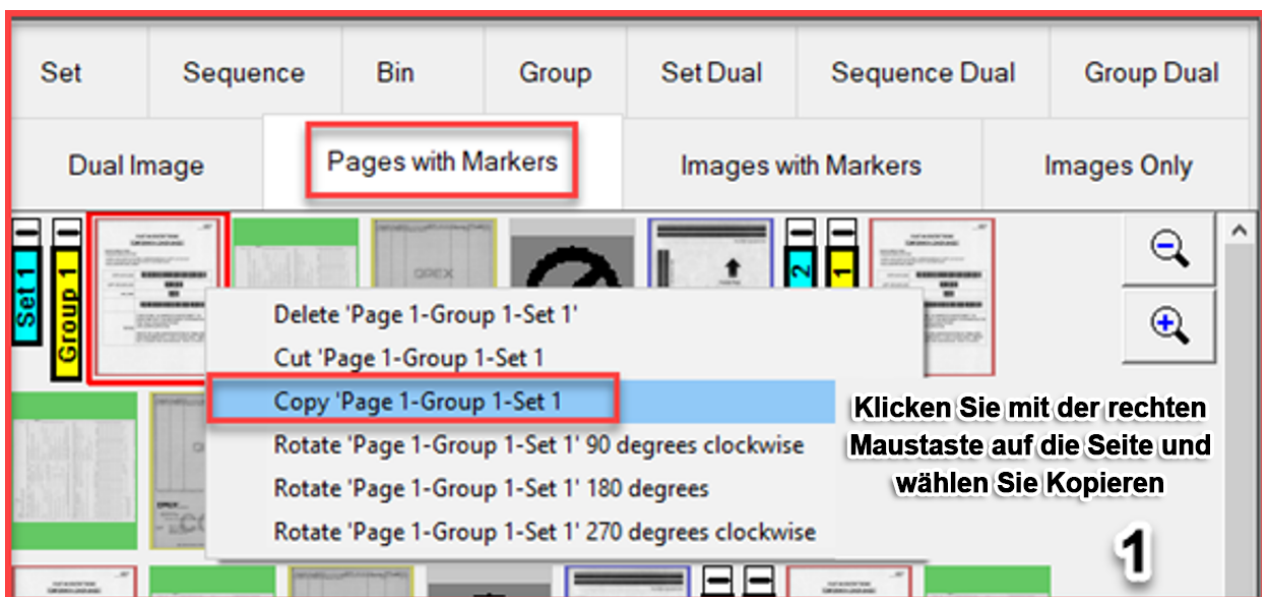 Set Sequence Bin Group Set Dual Sequence Dual Group Dual
Dual Image Pages with Markers Images with Markers Images Only
Set 1
Group 1
OPEX
2
1
Delete 'Page 1-Group 1-Set 1'
Cut 'Page 1-Group 1-Set 1
Copy 'Page 1-Group 1-Set 1
Rotate 'Page 1-Group 1-Set 1' 90 degrees clockwise
Rotate 'Page 1-Group 1-Set 1' 180 degrees
Rotate 'Page 1-Group 1-Set 1' 270 degrees clockwise
Klicken Sie mit der rechten
Maustaste auf die Seite und
wählen Sie Kopieren
1